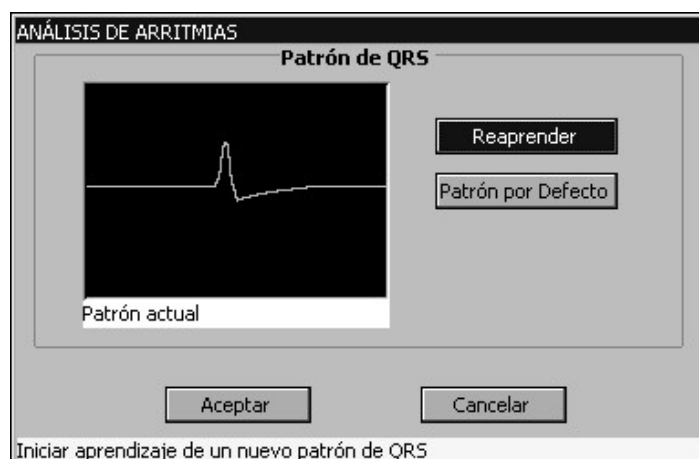 ANÁLISIS DE ARRITMIAS
Patrón de QRS
Reaprender
Patrón por Defecto
Patrón actual
Aceptar
Cancelar
Iniciar aprendizaje de un nuevo patrón de QRS